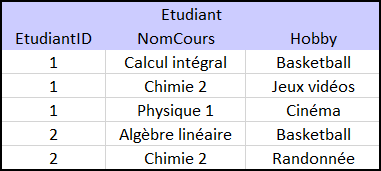 Etudiant
EtudiantID NomCours Hobby
1 Calcul intégral Basketball
1 Chimie 2 Jeux vidéos
1 Physique 1 Cinéma
2 Algèbre linéaire Basketball
2 Chimie 2 Randonnée